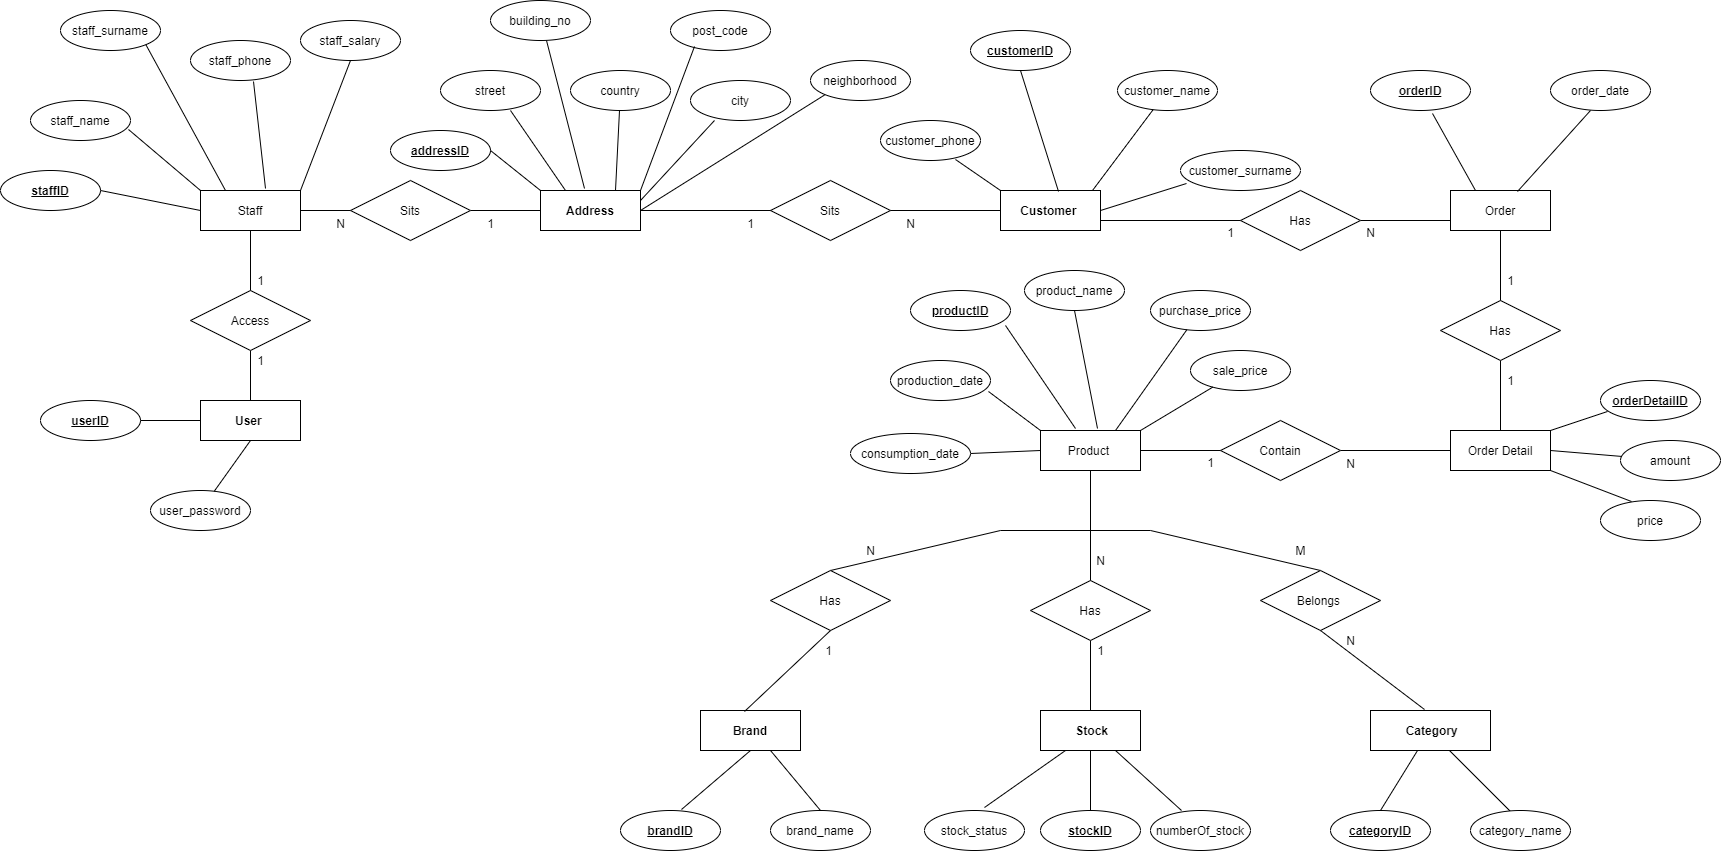 building_no
staff_surname
post_code
staff_salary
customerID
staff_phone
neighborhood
street
country
customer_name
orderID
order_date
city
staff_name
customer_phone
addressID
customer_surname
staffID
Staff
Sits
Address
Sits
Customer
Has
Order
N
1
1
N
1
N
1
1
product_name
productID
purchase_price
Access
Has
1
1
sale_price
production_date
orderDetailID
userID
User
Product
Contain
Order Detail
consumption_date
1
N
amount
user_password
price
N
N
M
Has
Has
Belongs
1
1
N
Brand
Stock
Category
brandID
brand_name
stock_status
stockID
numberOf_stock
categoryID
category_name